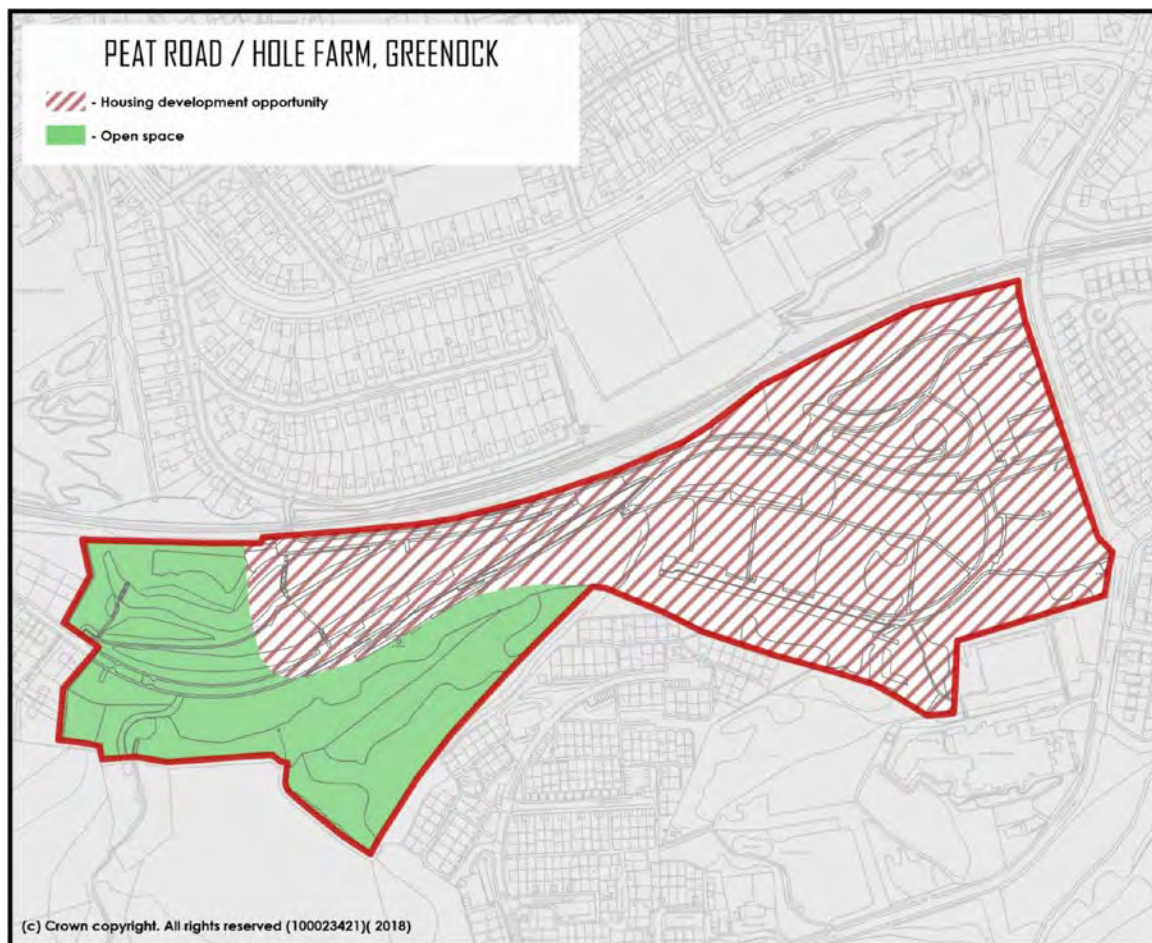 PEAT ROAD / HOLE FARM, GREENOCK
- Housing development opportunity
- Open space
(c) Crown copyright. All rights reserved (100023421)( 2018)